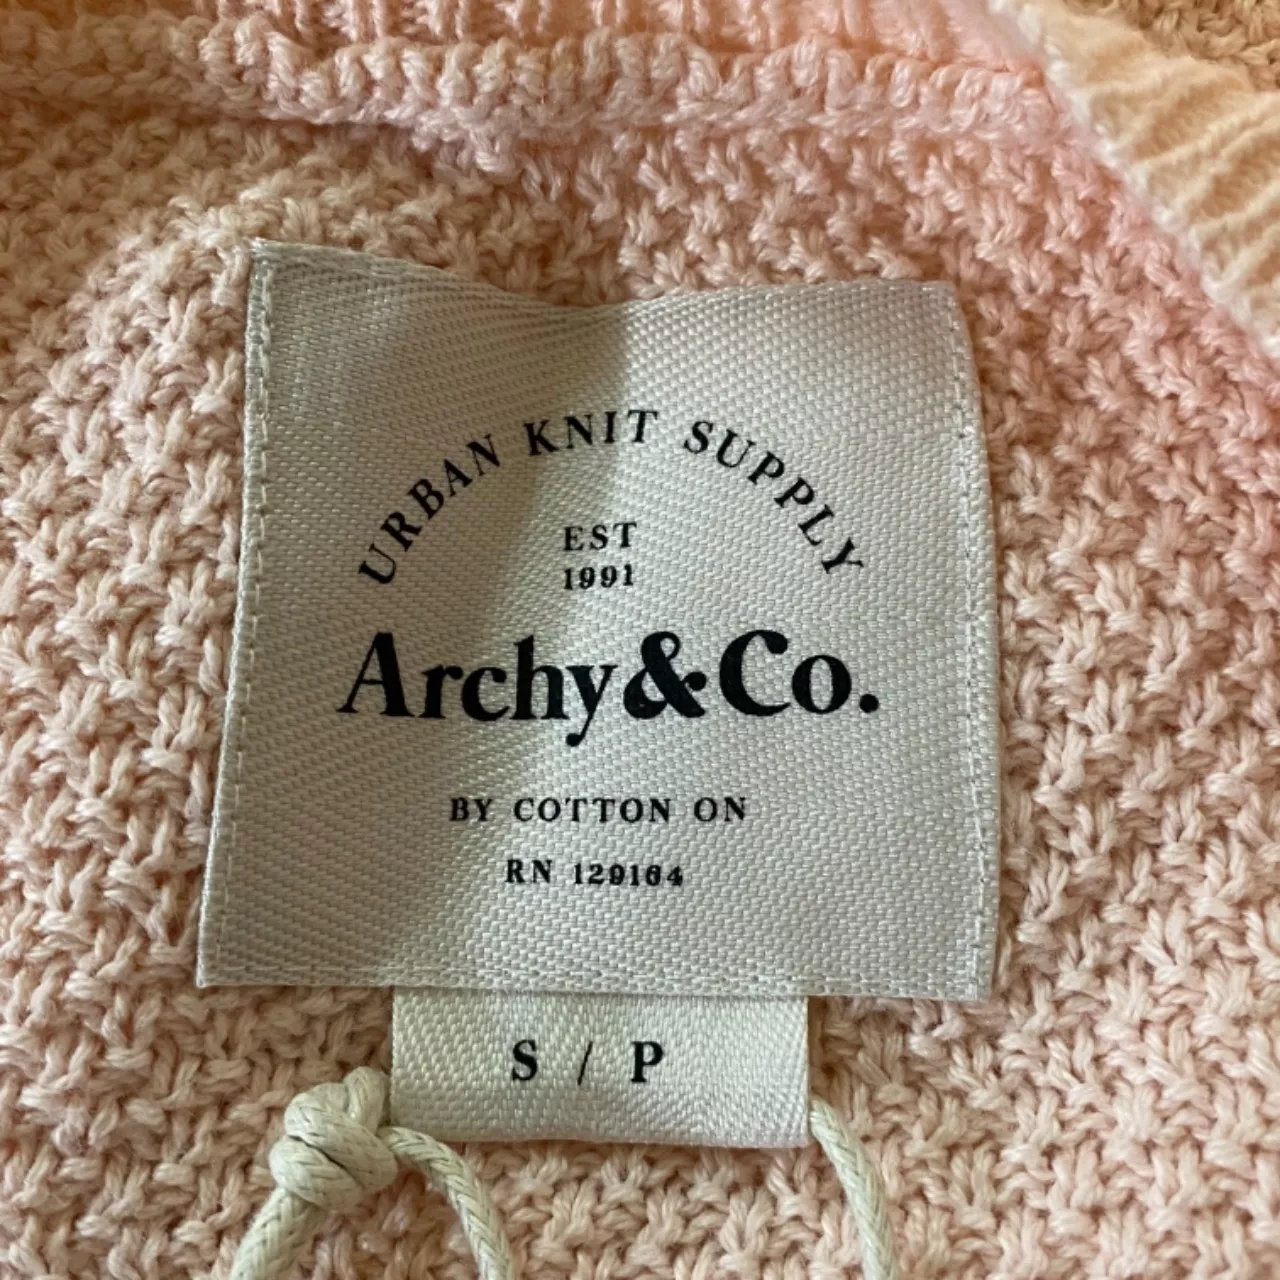 URBAN KNIT SUPPLY
EST
1991
Archy&Co.
BY COTTON ON
RN 129164
S / P